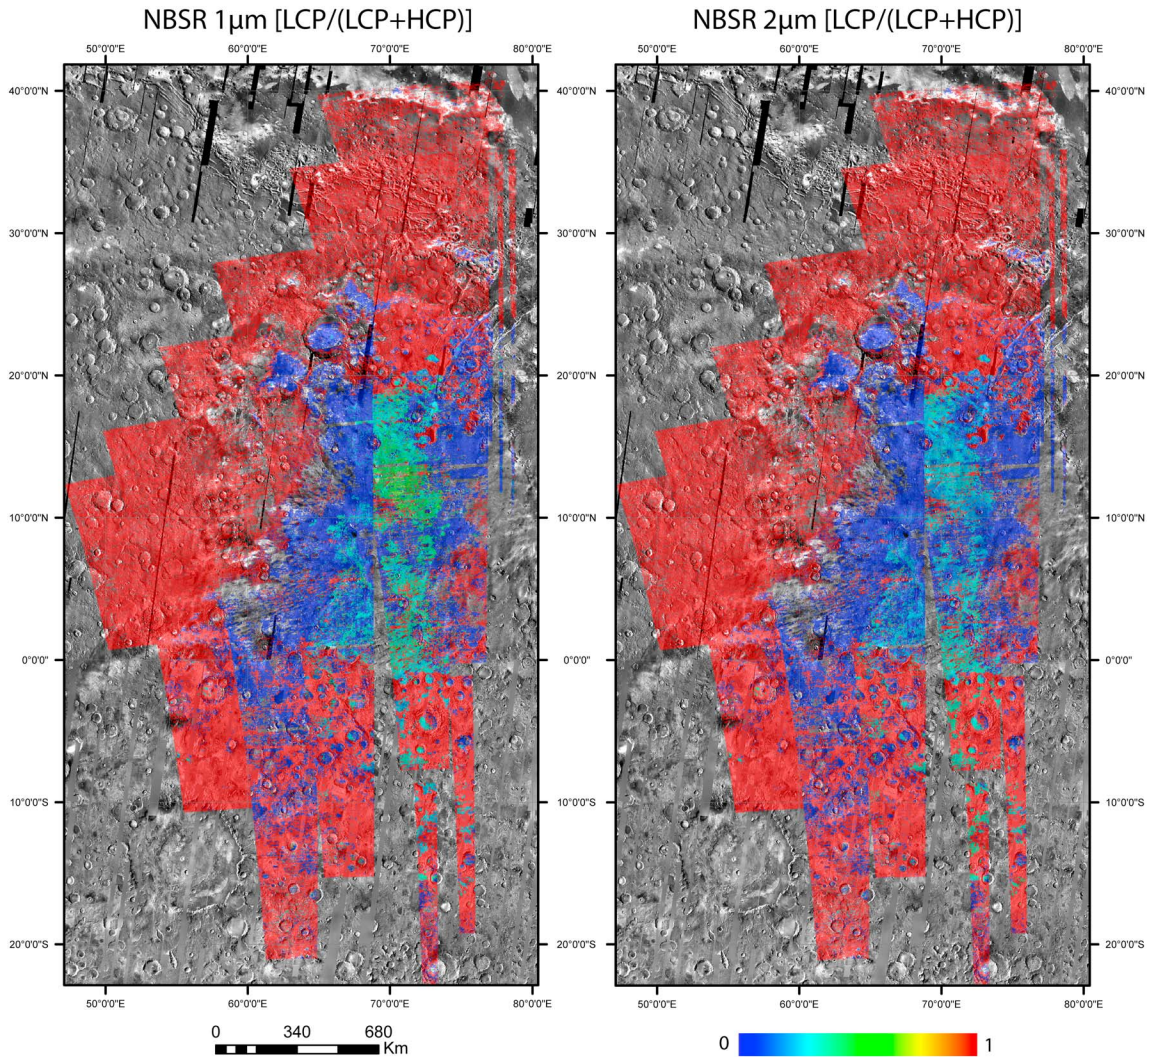 NBSR 1µm [LCP/(LCP+HCP)]
NBSR 2µm [LCP/(LCP+HCP)]
50°0'0"E 60°0'0"E 70°0'0"E 80°0'0"E
50°0'0"E 60°0'0"E 70°0'0"E 80°0'0"E
40°0'0"N 40°0'0"N 40°0'0"N
30°0'0"N 30°0'0"N 30°0'0"N
20°0'0"N 20°0'0"N 20°0'0"N
10°0'0"N 10°0'0"N 10°0'0"N
0°0'0" 0°0'0" 0°0'0"
10°0'0"S 10°0'0"S 10°0'0"S
20°0'0"S 20°0'0"S 20°0'0"S
50°0'0"E 60°0'0"E 70°0'0"E 80°0'0"E
50°0'0"E 60°0'0"E 70°0'0"E 80°0'0"E
0 340 680
Km
0 1